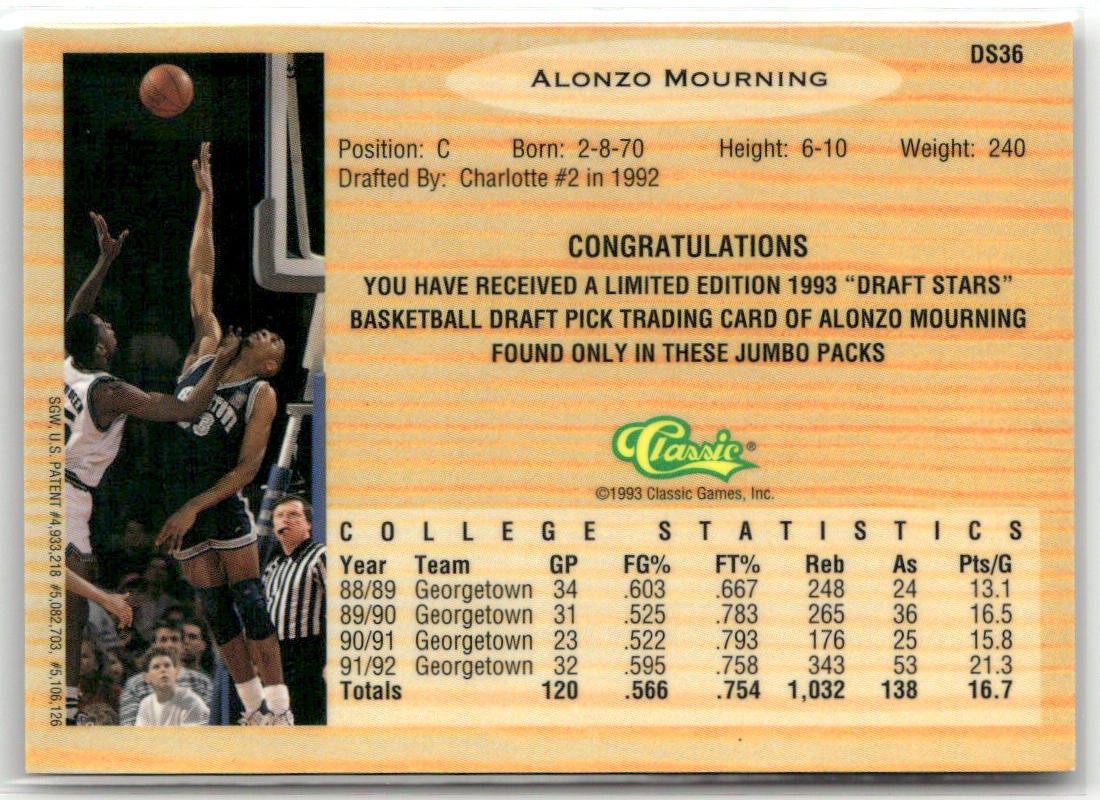 DS36
ALONZO MOURNING
Position: C Born: 2-8-70 Height: 6-10 Weight: 240
Drafted By: Charlotte #2 in 1992
CONGRATULATIONS
YOU HAVE RECEIVED A LIMITED EDITION 1993 “DRAFT STARS”
BASKETBALL DRAFT PICK TRADING CARD OF ALONZO MOURNING
FOUND ONLY IN THESE JUMBO PACKS
Classic®
©1993 Classic Games, Inc.
COLLEGE STATISTICS
Year Team GP FG% FT% Reb As Pts/G
88/89 Georgetown 34 .603 .667 248 24 13.1
89/90 Georgetown 31 .525 .783 265 36 16.5
90/91 Georgetown 23 .522 .793 176 25 15.8
91/92 Georgetown 32 .595 .758 343 53 21.3
Totals 120 .566 .754 1,032 138 16.7
SGW, U.S. PATENT #4,933,218 #5,082,703, #5,106,126